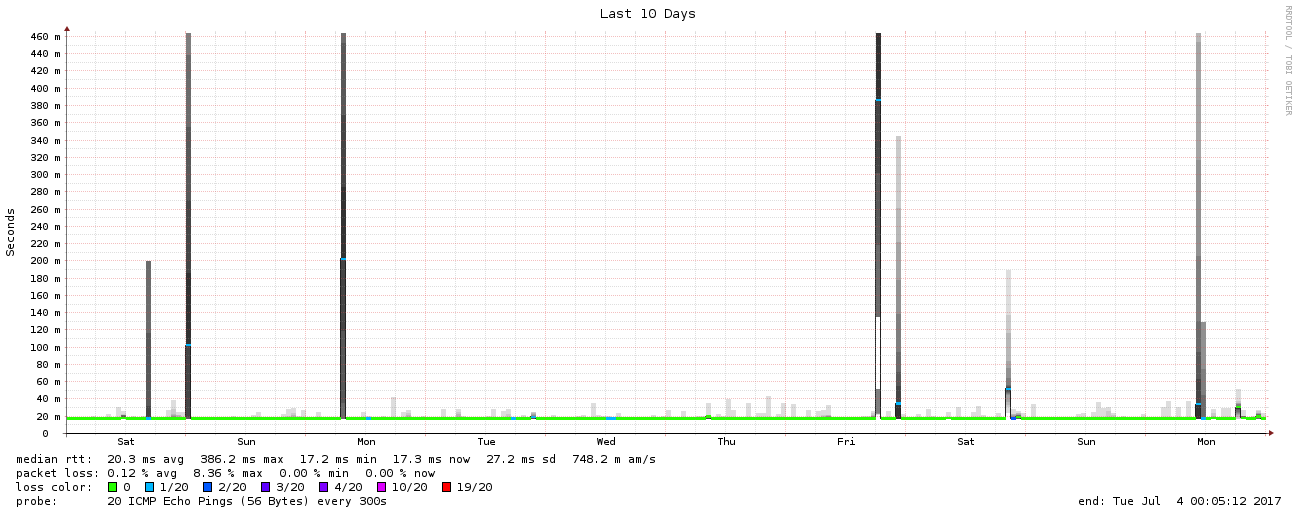 Last 10 Days
RRDTOOL / TOBI OETIKER
Seconds
460 m
440 m
420 m
400 m
380 m
360 m
340 m
320 m
300 m
280 m
260 m
240 m
220 m
200 m
180 m
160 m
140 m
120 m
100 m
80 m
60 m
40 m
20 m
0
Sat Sun Mon Tue Wed Thu Fri Sat Sun Mon
median rtt: 20.3 ms avg 386.2 ms max 17.2 ms min 17.3 ms now 27.2 ms sd 748.2 m am/s
packet loss: 0.12 % avg 8.36 % max 0.00 % min 0.00 % now
loss color: 0 1/20 2/20 3/20 4/20 10/20 19/20
probe: 20 ICMP Echo Pings (56 Bytes) every 300s end: Tue Jul 4 00:05:12 2017